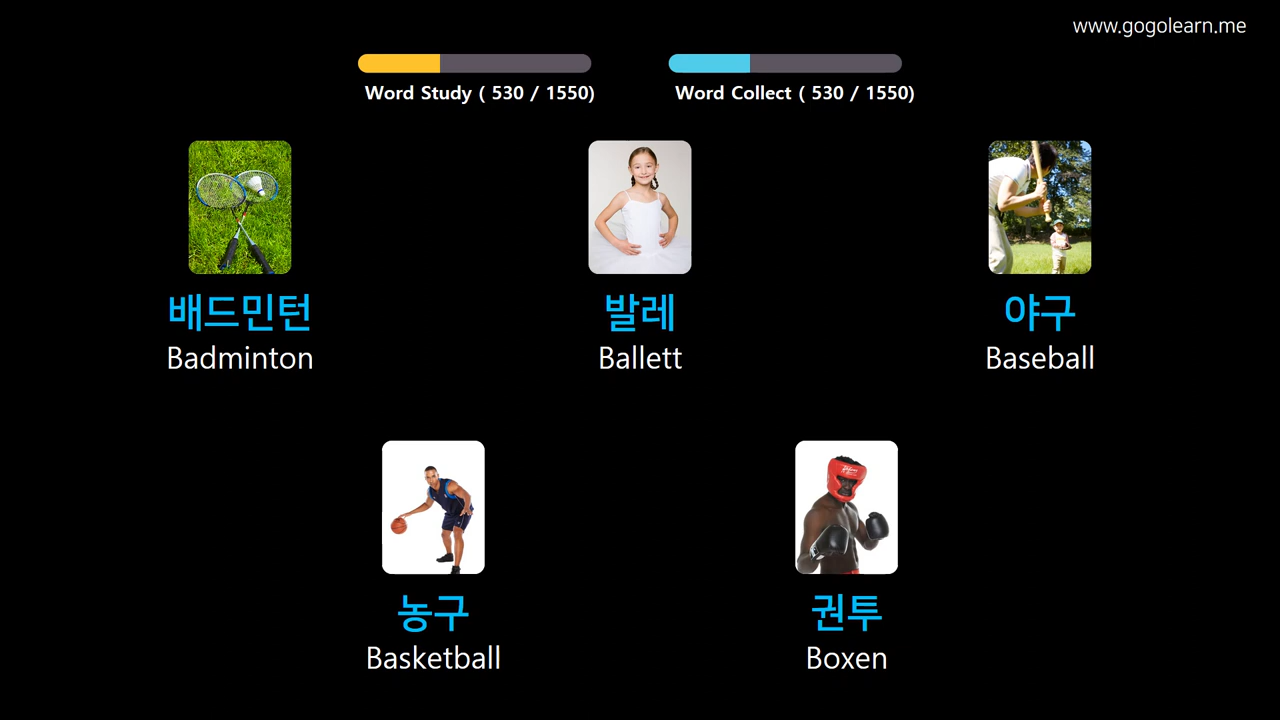 www.gogolearn.me
Word Study ( 530 / 1550)
Word Collect ( 530 / 1550)
배드민턴
Badminton
발레
Ballett
야구
Baseball
농구
Basketball
권투
Boxen